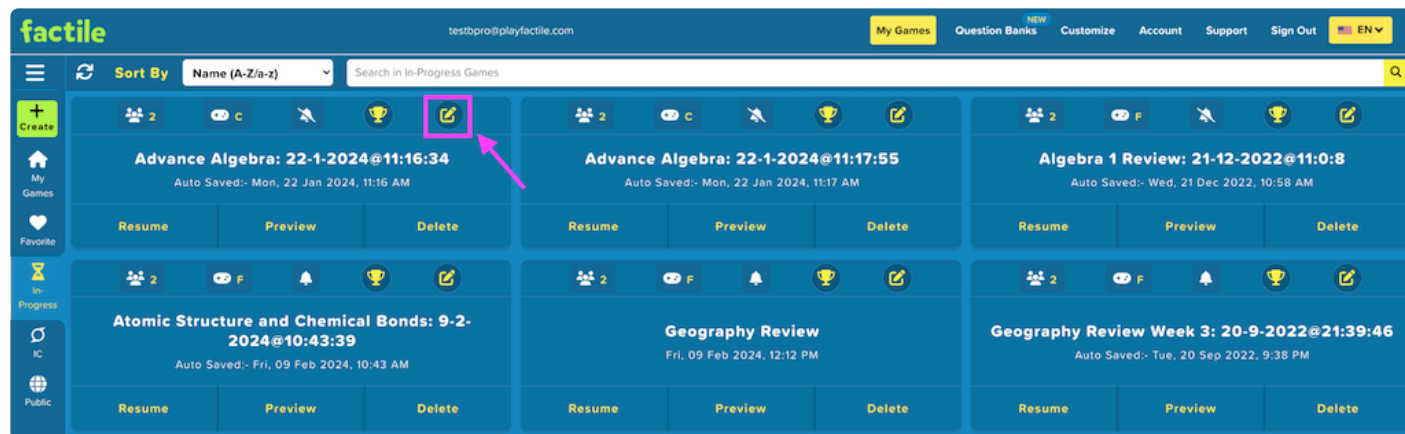 factile
testbpro@playfactile.com
My Games
NEW
Question Banks
Customize
Account
Support
Sign Out
EN
Sort By
Name (A-Z/a-z)
Search in In-Progress Games
+
Create
My
Games
Favorite
In-
Progress
IC
Public
2 C
Advance Algebra: 22-1-2024@11:16:34
Auto Saved:- Mon, 22 Jan 2024, 11:16 AM
Resume Preview Delete
2 C
Advance Algebra: 22-1-2024@11:17:55
Auto Saved:- Mon, 22 Jan 2024, 11:17 AM
Resume Preview Delete
2 F
Algebra 1 Review: 21-12-2022@11:0:8
Auto Saved:- Wed, 21 Dec 2022, 10:58 AM
Resume Preview Delete
2 F
Atomic Structure and Chemical Bonds: 9-2-
2024@10:43:39
Auto Saved:- Fri, 09 Feb 2024, 10:43 AM
Resume Preview Delete
2 F
Geography Review
Fri, 09 Feb 2024, 12:12 PM
Resume Preview Delete
2 F
Geography Review Week 3: 20-9-2022@21:39:46
Auto Saved:- Tue, 20 Sep 2022, 9:38 PM
Resume Preview Delete